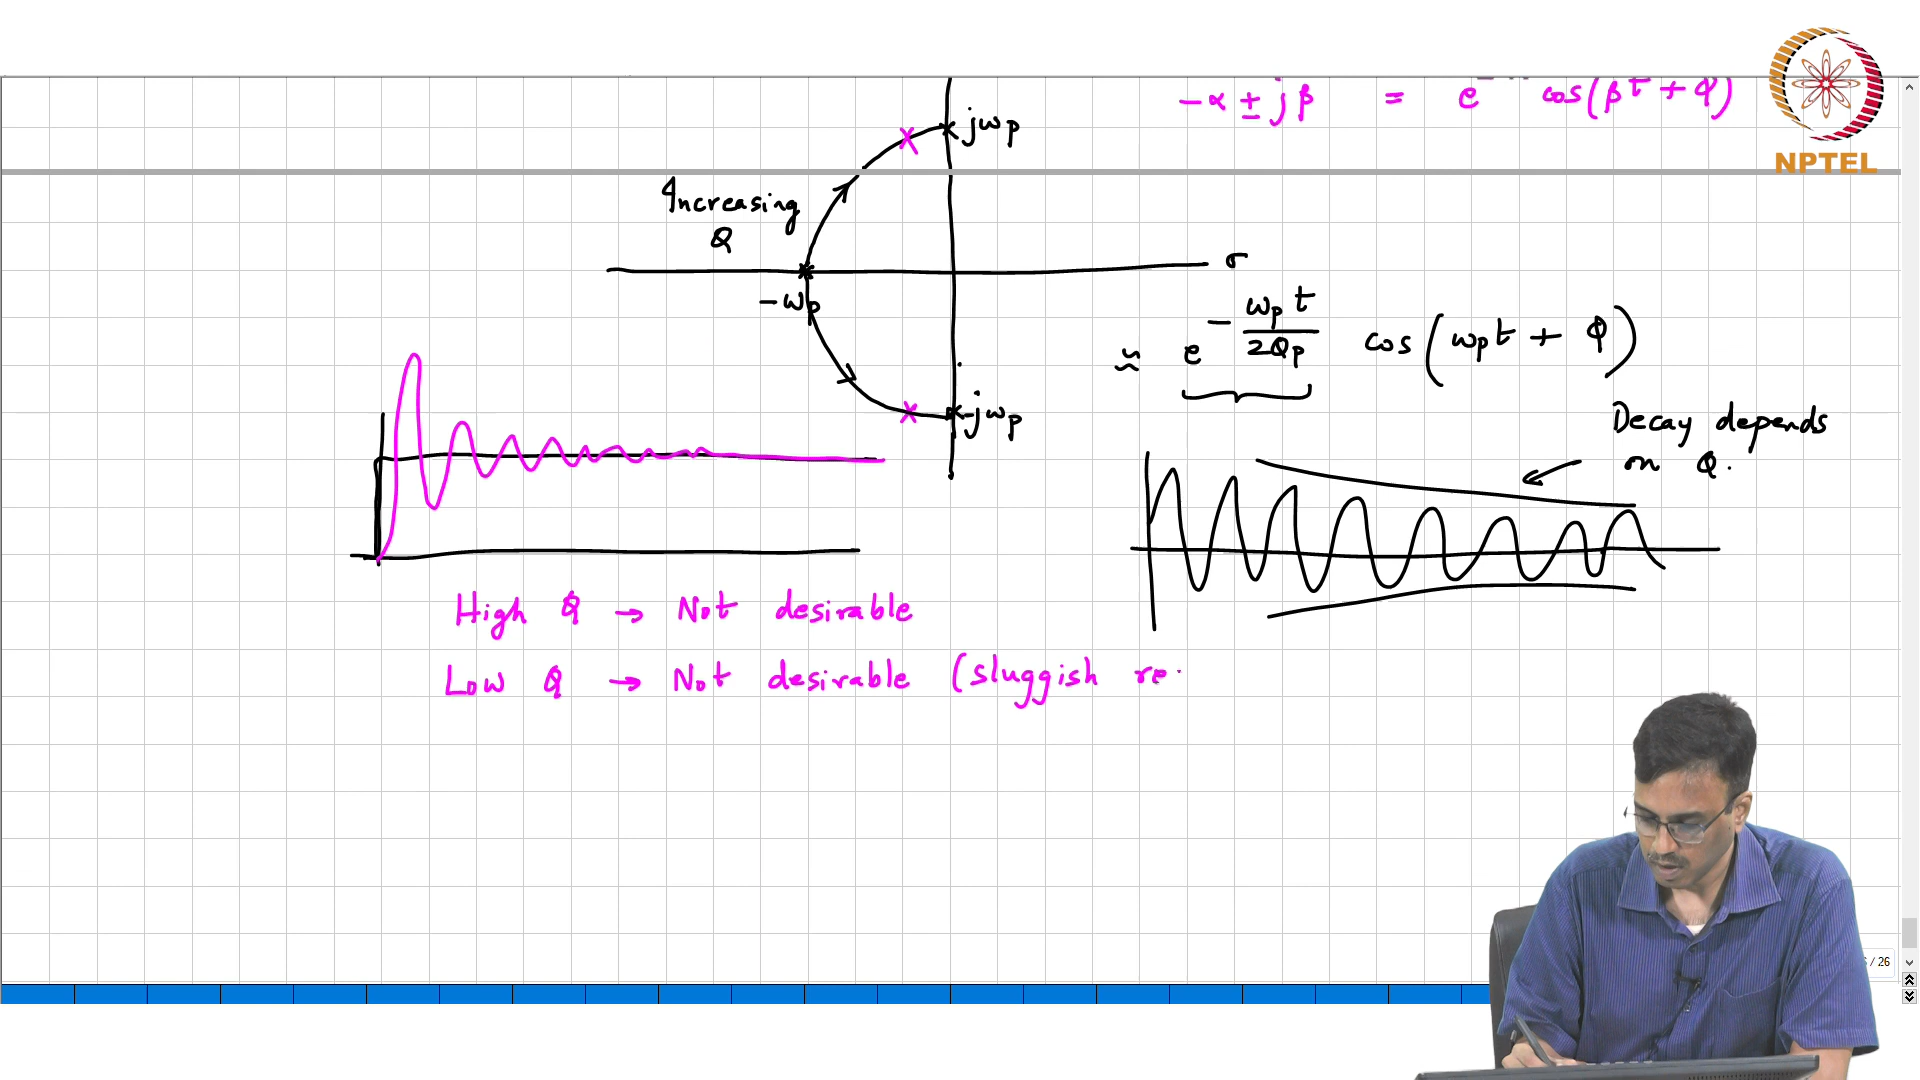 -α ± jβ = e cos(βt + φ)
NPTEL
jωp
Increasing
Q
σ
-ωp
≈ e^{-ωp t / 2Qp} cos(ωpt + φ)
-jωp
Decay depends
on Q.
High Q → Not desirable
Low Q → Not desirable (sluggish re
/ 26